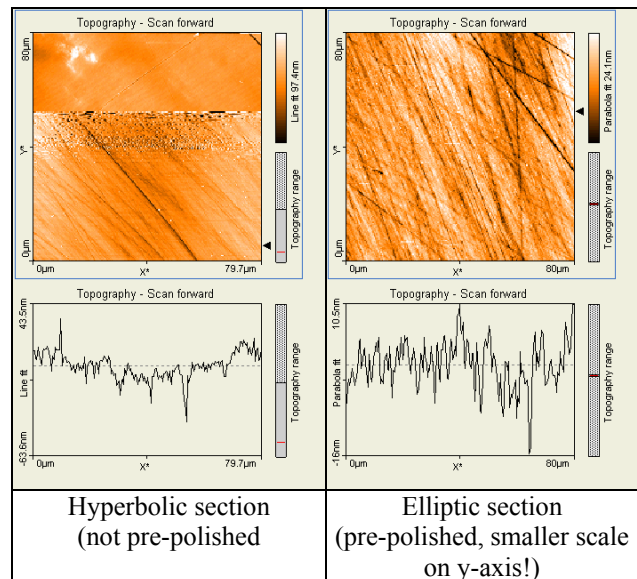 Topography - Scan forward
80µm
Y*
0µm
0µm
X*
79.7µm
Line fit 97.4nm
Topography range
Topography - Scan forward
43.5nm
Line fit
-63.6nm
0µm
X*
79.7µm
Topography range
Hyperbolic section
(not pre-polished
Topography - Scan forward
80µm
Y*
0µm
0µm
X*
80µm
Parabola fit 24.1nm
Topography range
Topography - Scan forward
10.5nm
Parabola fit
-16nm
0µm
X*
80µm
Topography range
Elliptic section
(pre-polished, smaller scale
on y-axis!)